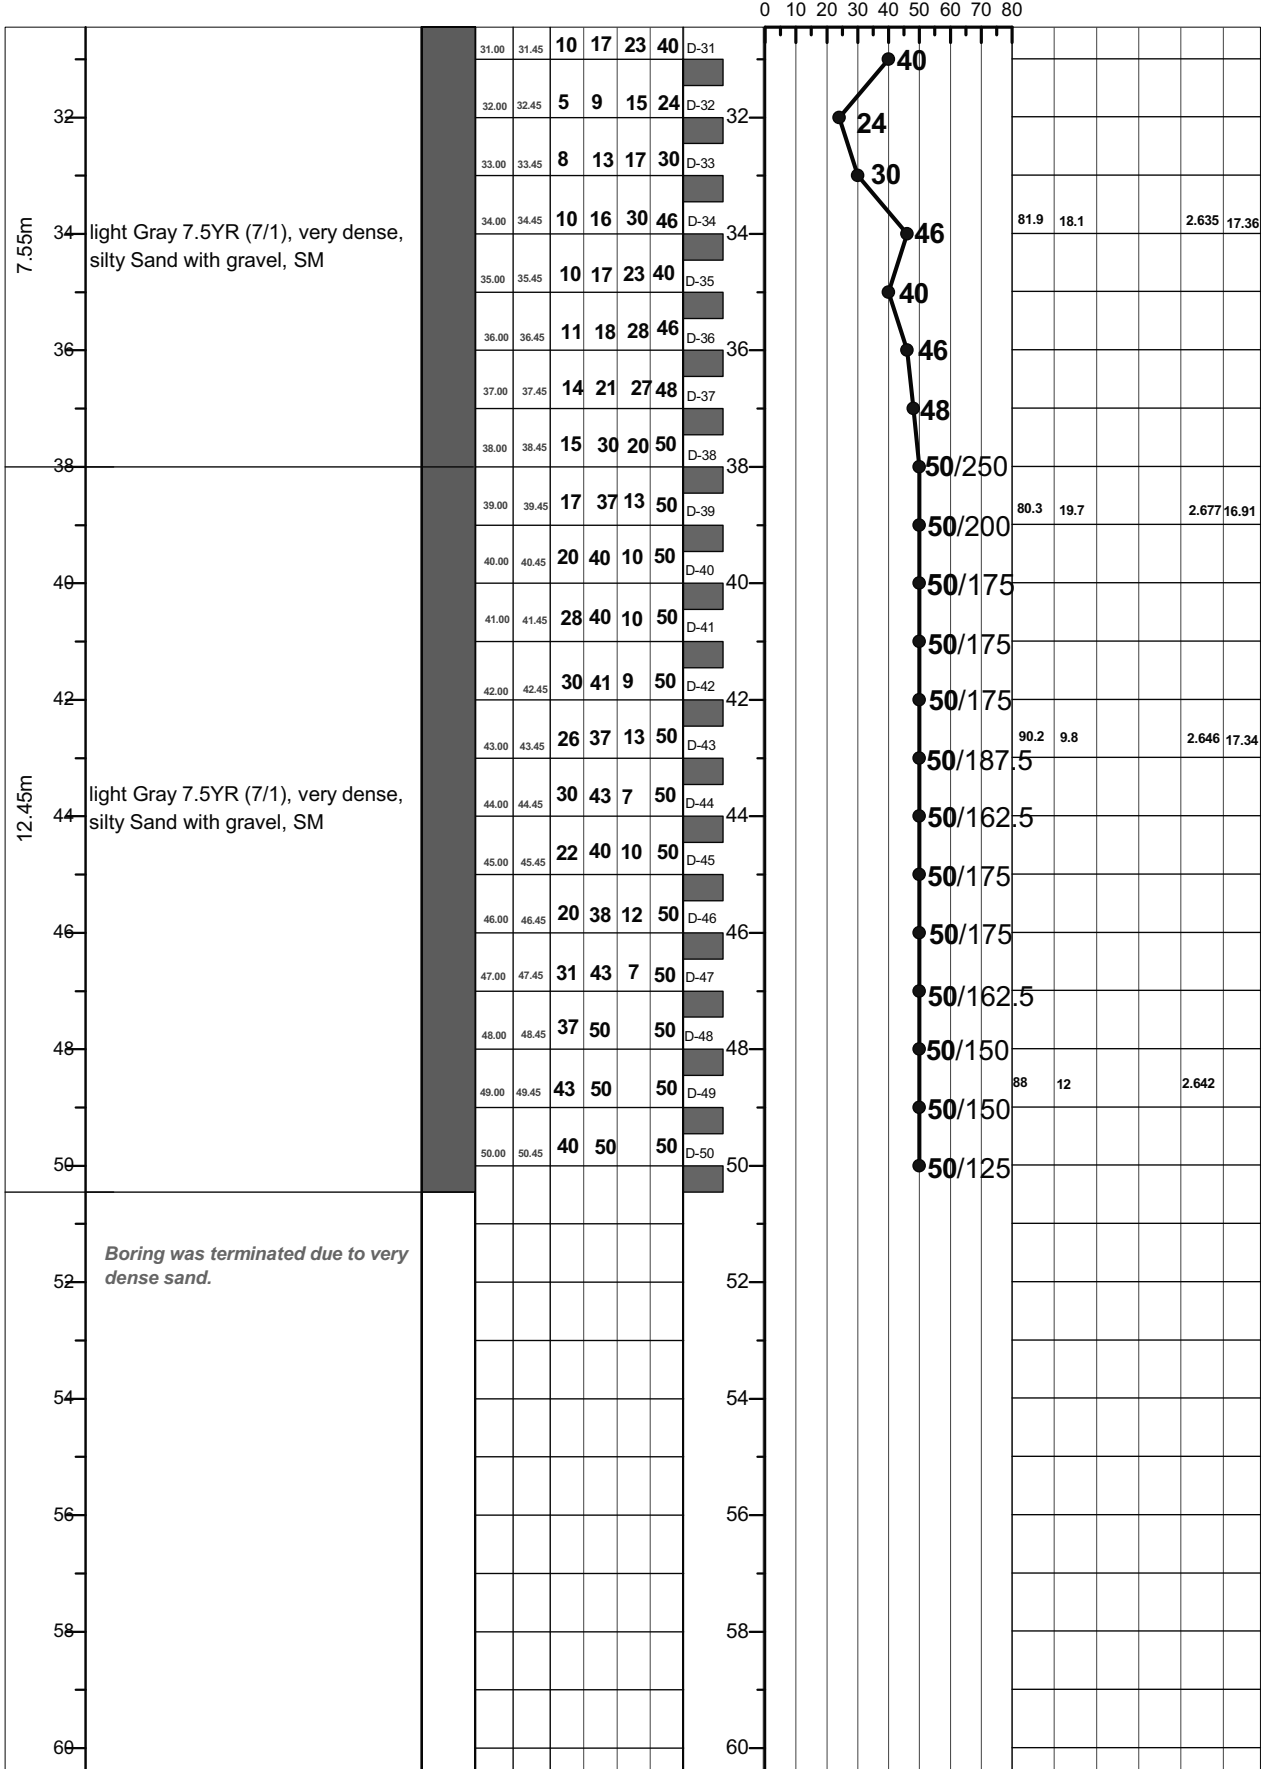 0 10 20 30 40 50 60 70 80
31.00 31.45 10 17 23 40 D-31
40
32 32.00 32.45 5 9 15 24 D-32 32
24
33.00 33.45 8 13 17 30 D-33
30
34 34.00 34.45 10 16 30 46 D-34 34
46
81.9 18.1 2.635 17.36
7.55m
light Gray 7.5YR (7/1), very dense,
silty Sand with gravel, SM
35.00 35.45 10 17 23 40 D-35
40
36 36.00 36.45 11 18 28 46 D-36 36
46
37.00 37.45 14 21 27 48 D-37
48
38 38.00 38.45 15 30 20 50 D-38 38
50/250
39.00 39.45 17 37 13 50 D-39
50/200
80.3 19.7 2.677 16.91
40 40.00 40.45 20 40 10 50 D-40 40
50/175
41.00 41.45 28 40 10 50 D-41
50/175
42 42.00 42.45 30 41 9 50 D-42 42
50/175
43.00 43.45 26 37 13 50 D-43
50/187.5
90.2 9.8 2.646 17.34
12.45m
light Gray 7.5YR (7/1), very dense,
silty Sand with gravel, SM
44 44.00 44.45 30 43 7 50 D-44 44
50/162.5
45.00 45.45 22 40 10 50 D-45
50/175
46 46.00 46.45 20 38 12 50 D-46 46
50/175
47.00 47.45 31 43 7 50 D-47
50/162.5
48 48.00 48.45 37 50 50 D-48 48
50/150
49.00 49.45 43 50 50 D-49
50/150
88 12 2.642
50 50.00 50.45 40 50 50 D-50 50
50/125
Boring was terminated due to very
dense sand.
52 52
54 54
56 56
58 58
60 60